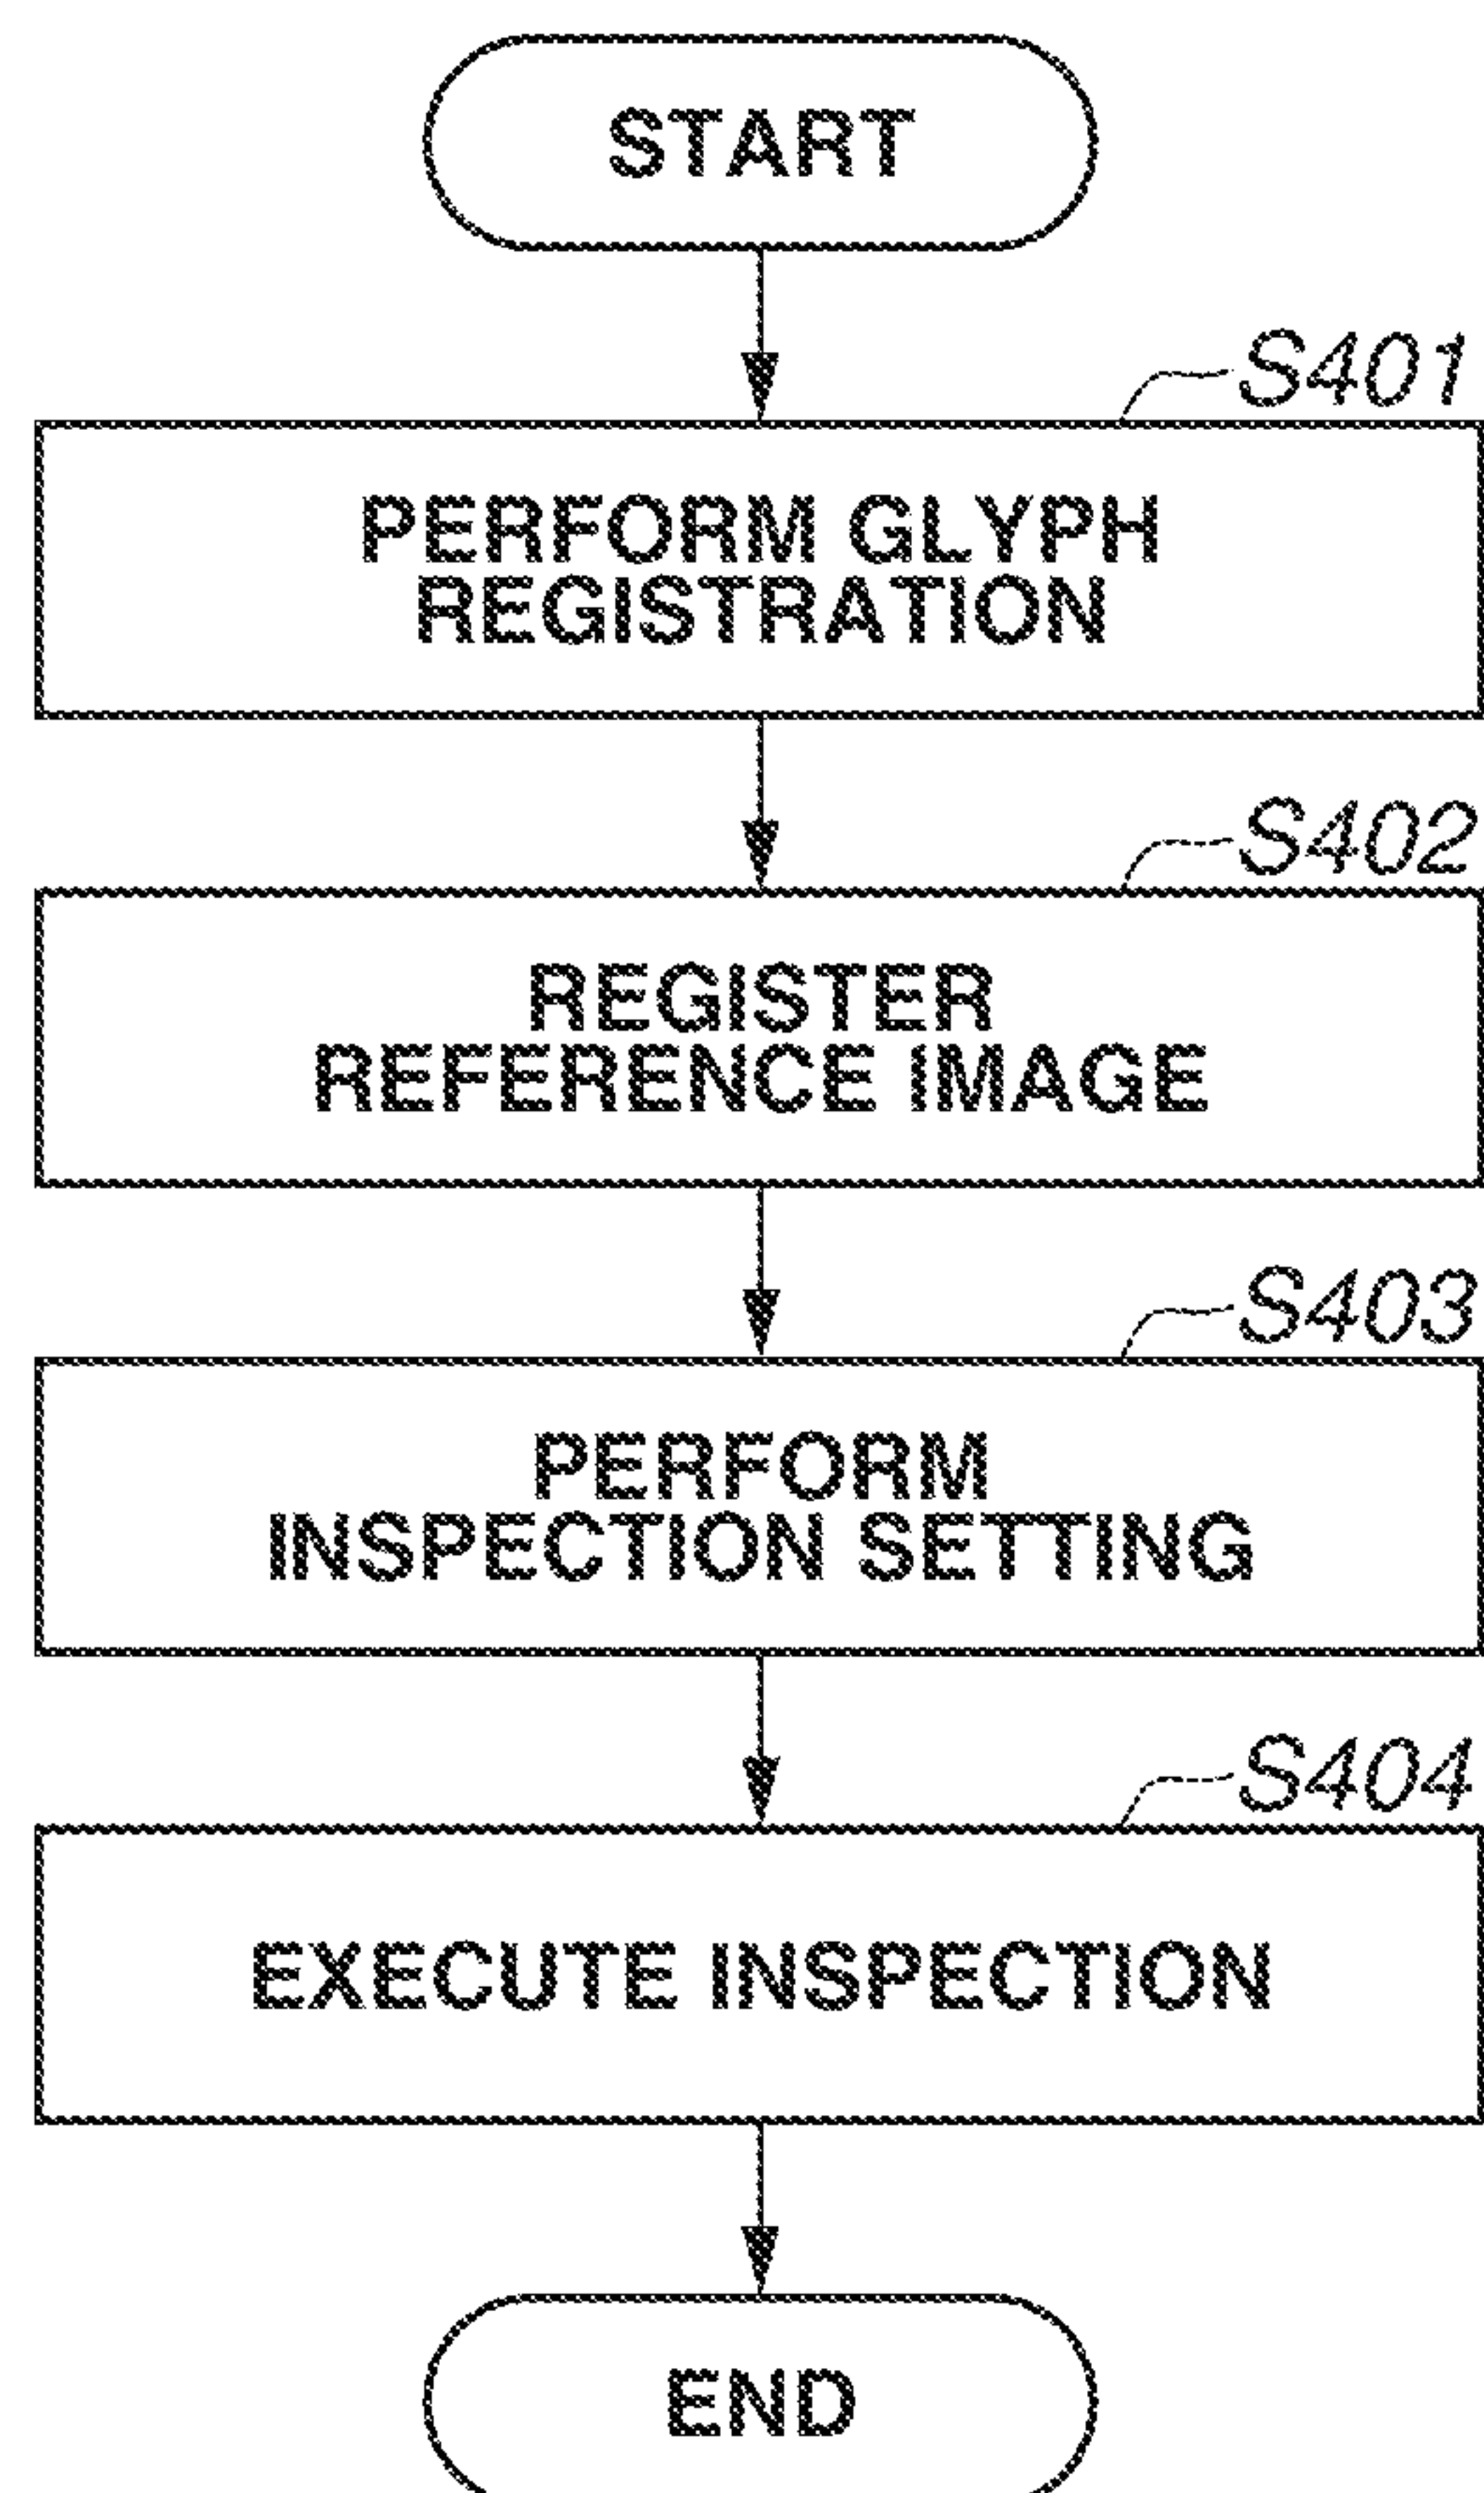 START
S401
PERFORM GLYPH
REGISTRATION
S402
REGISTER
REFERENCE IMAGE
S403
PERFORM
INSPECTION SETTING
S404
EXECUTE INSPECTION
END